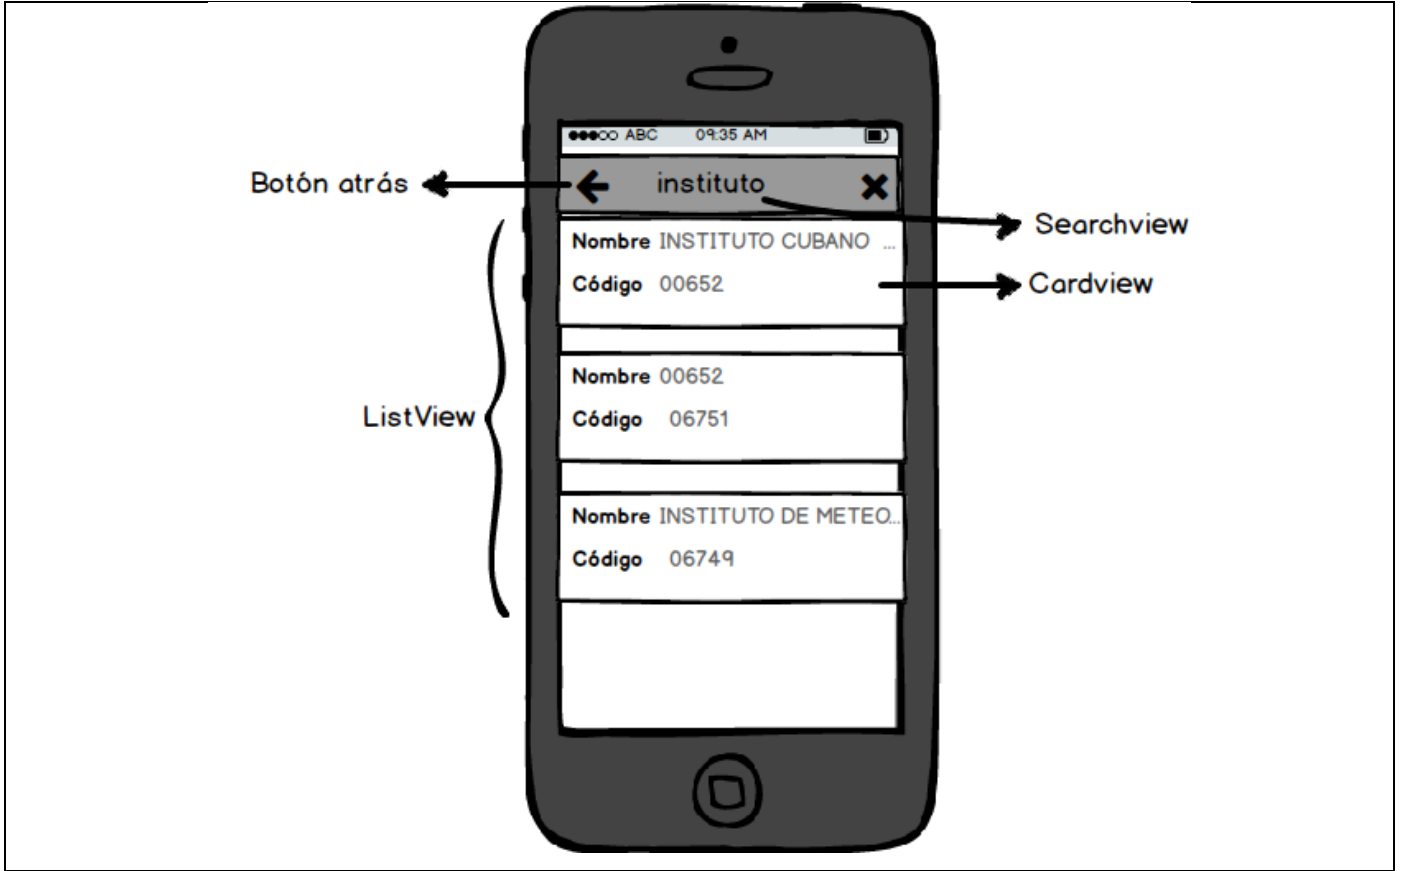 ABC 09:35 AM
Botón atrás
instituto
Searchview
Nombre INSTITUTO CUBANO ...
Código 00652
Cardview
Nombre 00652
Código 06751
ListView
Nombre INSTITUTO DE METEO...
Código 06749